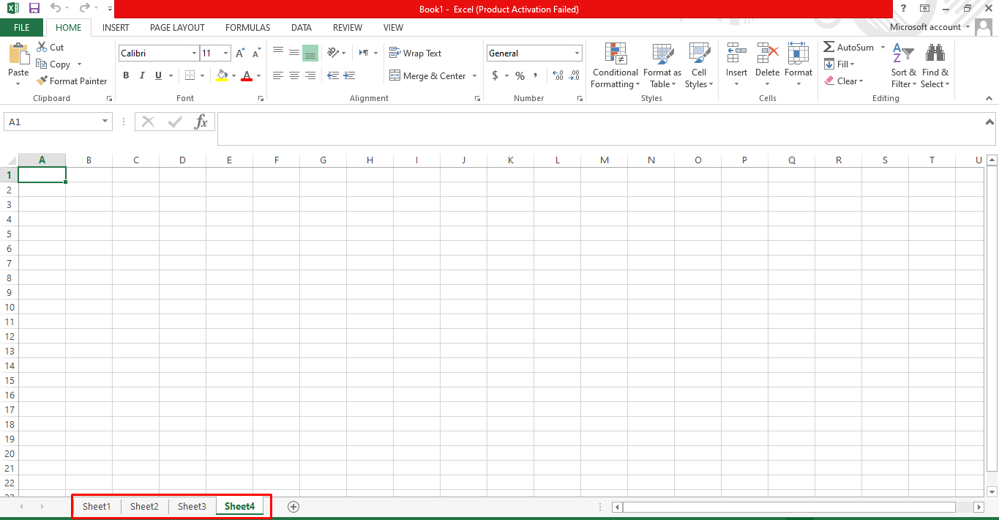 Book1 - Excel (Product Activation Failed)
?
FILE HOME INSERT PAGE LAYOUT FORMULAS DATA REVIEW VIEW Microsoft account
Paste
Cut
Copy
Format Painter
Clipboard
Calibri 11 A A
B I U A
Font
Wrap Text
Merge & Center
Alignment
General
$ % ,
Number
Conditional Formatting
Format as Table
Cell Styles
Styles
Insert
Delete
Format
Cells
AutoSum
Fill
Clear
Sort & Filter
Find & Select
Editing
A1
fx
A B C D E F G H I J K L M N O P Q R S T U
1
2
3
4
5
6
7
8
9
10
11
12
13
14
15
16
17
18
19
20
21
22
Sheet1 Sheet2 Sheet3 Sheet4